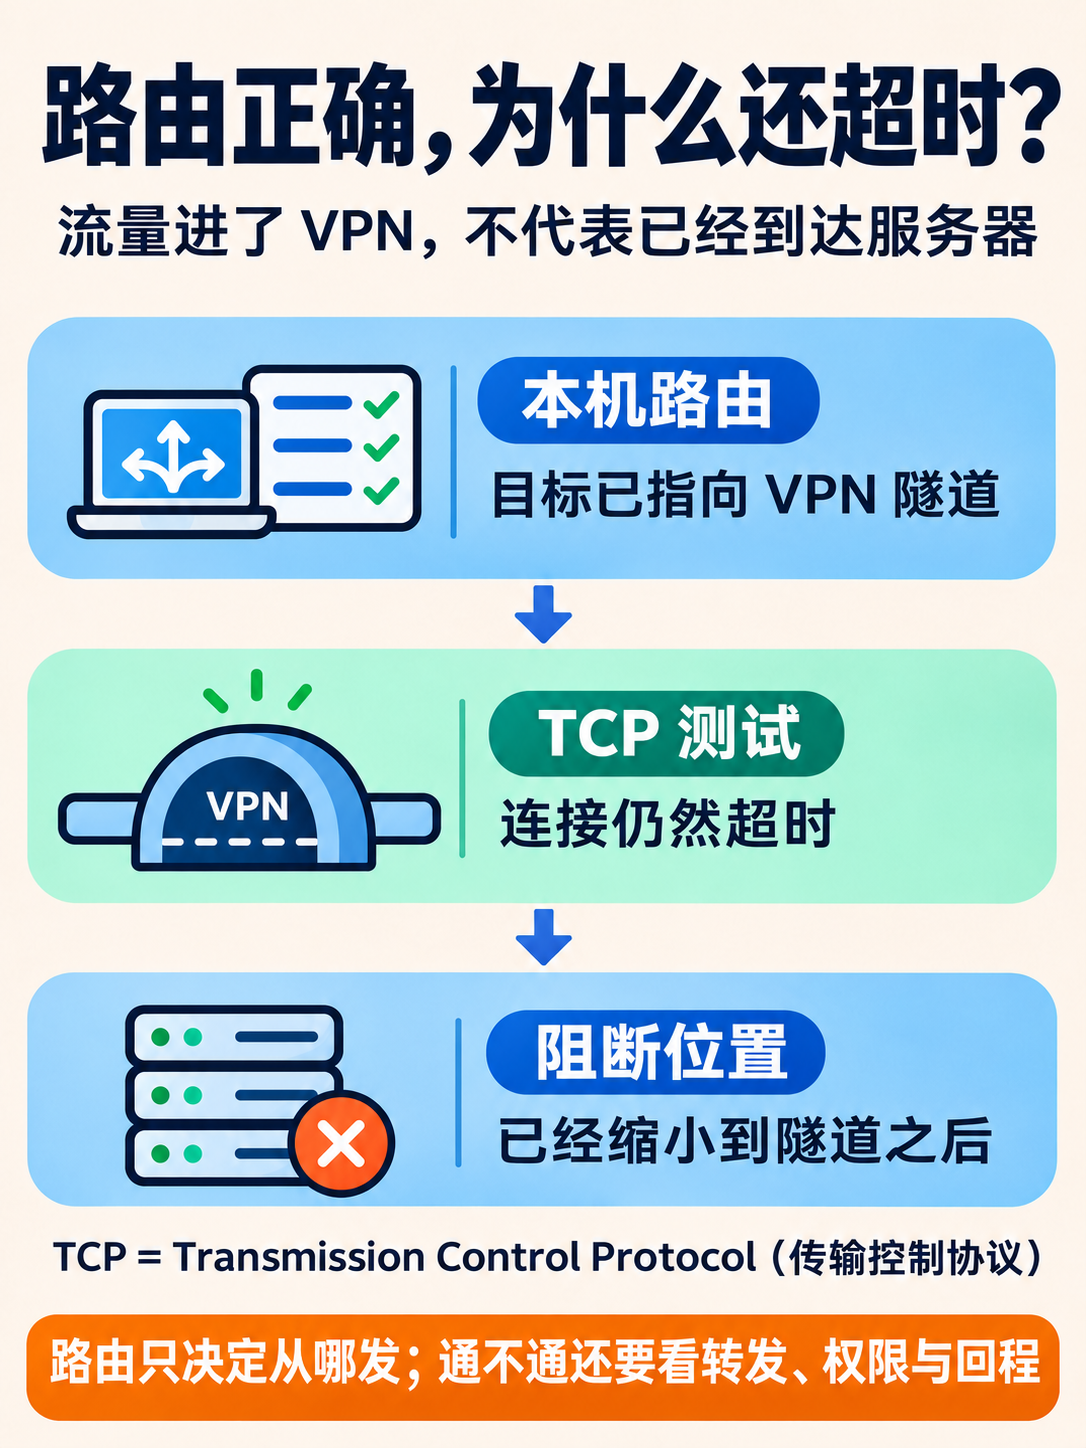 路由正确，为什么还超时？
流量进了 VPN，不代表已经到达服务器
本机路由
目标已指向 VPN 隧道
VPN
TCP 测试
连接仍然超时
阻断位置
已经缩小到隧道之后
TCP = Transmission Control Protocol（传输控制协议）
路由只决定从哪发；通不通还要看转发、权限与回程